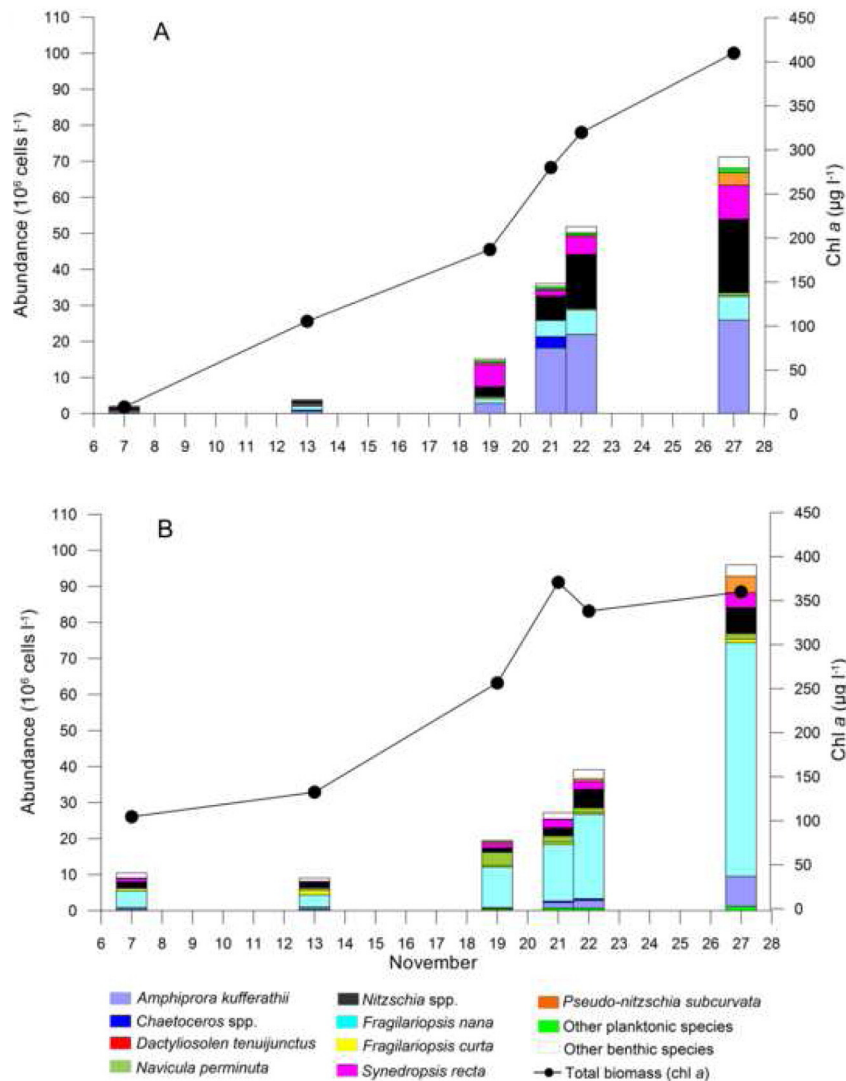 A
Abundance (10⁶ cells l⁻¹)
110
100
90
80
70
60
50
40
30
20
10
0
450
400
350
300
250
200
150
100
50
0
Chl a (µg l⁻¹)
6 7 8 9 10 11 12 13 14 15 16 17 18 19 20 21 22 23 24 25 26 27 28
B
Abundance (10⁶ cells l⁻¹)
110
100
90
80
70
60
50
40
30
20
10
0
450
400
350
300
250
200
150
100
50
0
Chl a (µg l⁻¹)
6 7 8 9 10 11 12 13 14 15 16 17 18 19 20 21 22 23 24 25 26 27 28
November
Amphiprora kufferathii
Chaetoceros spp.
Dactyliosolen tenuijunctus
Navicula perminuta
Nitzschia spp.
Fragilariopsis nana
Fragilariopsis curta
Synedropsis recta
Pseudo-nitzschia subcurvata
Other planktonic species
Other benthic species
Total biomass (chl a)